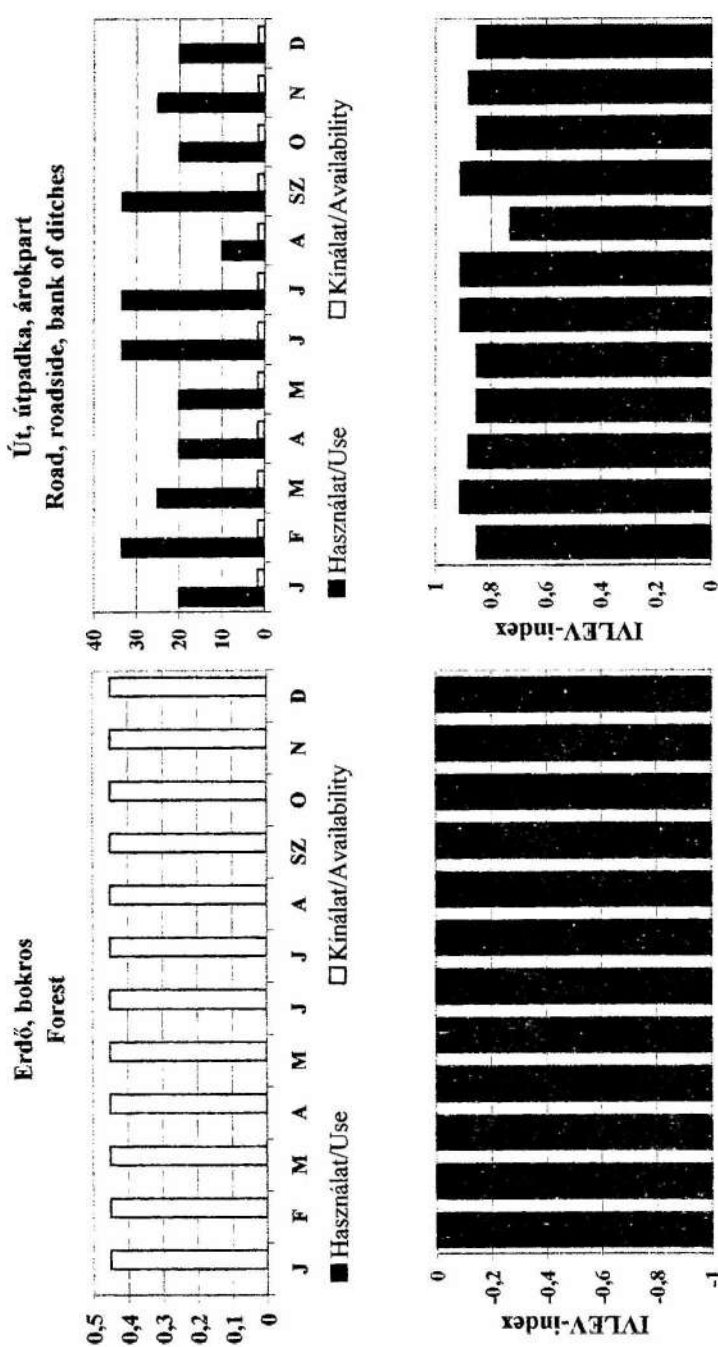 Erdő, bokros
Forest
0,5
0,4
0,3
0,2
0,1
0
J F M A M J J A SZ O N D
■ Használat/Use □ Kínálat/Availability
0
-0,2
-0,4
-0,6
-0,8
-1
IVLEV-index
Út, útpadka, árokpart
Road, roadside, bank of ditches
40
30
20
10
0
J F M A M J J A SZ O N D
■ Használat/Use □ Kínálat/Availability
1
0,8
0,6
0,4
0,2
0
IVLEV-index